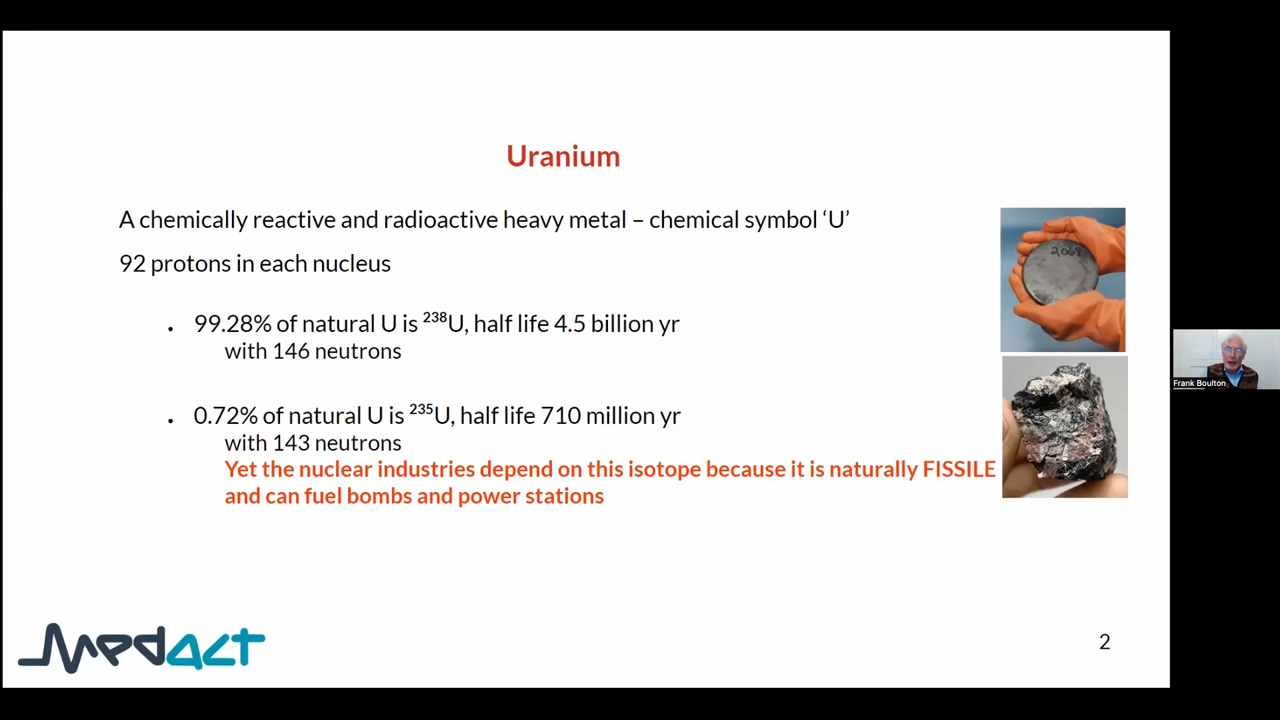 Uranium
A chemically reactive and radioactive heavy metal – chemical symbol ‘U’
92 protons in each nucleus
• 99.28% of natural U is ²³⁸U, half life 4.5 billion yr
with 146 neutrons
• 0.72% of natural U is ²³⁵U, half life 710 million yr
with 143 neutrons
Yet the nuclear industries depend on this isotope because it is naturally FISSILE
and can fuel bombs and power stations
2068
Frank Boulton
medact
2